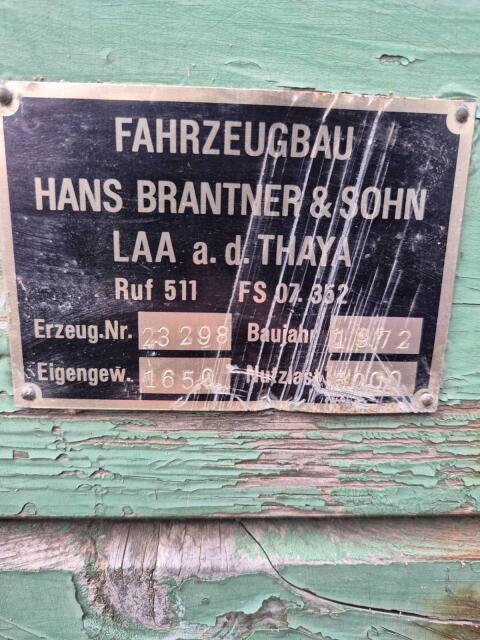 FAHRZEUGBAU
HANS BRANTNER & SOHN
LAA a. d. THAYA
Ruf 511 FS 07. 352
Erzeug.Nr. 23298 Baujahr 1972
Eigengew. 1650 Nutzlast